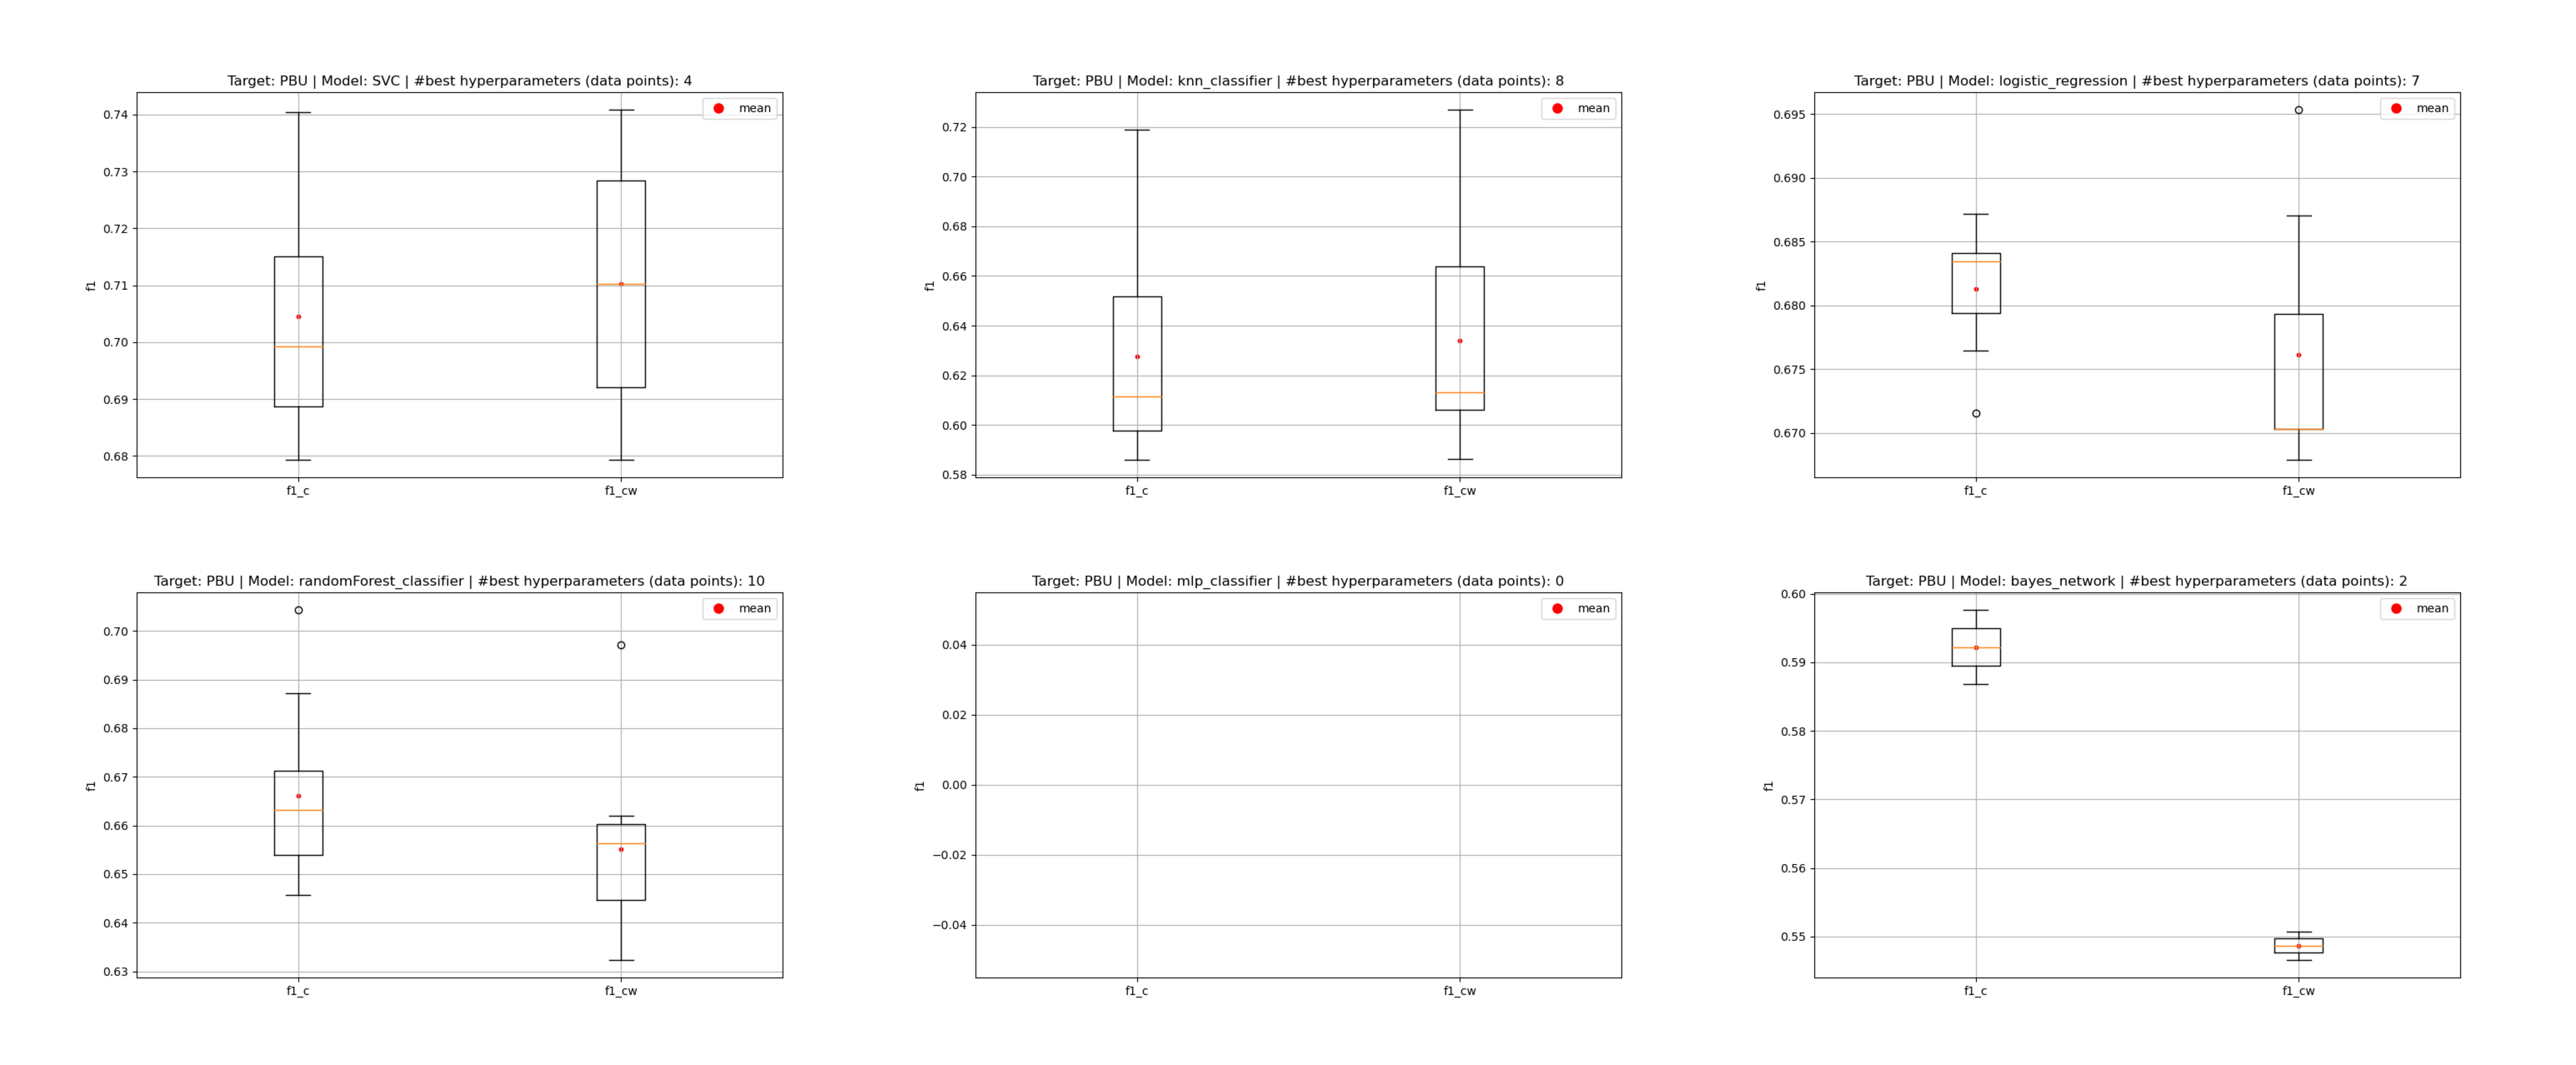 Target: PBU | Model: SVC | #best hyperparameters (data points): 4
mean
0.74
0.73
0.72
0.71
0.70
0.69
0.68
f1
f1_c
f1_cw
Target: PBU | Model: knn_classifier | #best hyperparameters (data points): 8
mean
0.72
0.70
0.68
0.66
0.64
0.62
0.60
0.58
f1
f1_c
f1_cw
Target: PBU | Model: logistic_regression | #best hyperparameters (data points): 7
mean
0.695
0.690
0.685
0.680
0.675
0.670
f1
f1_c
f1_cw
Target: PBU | Model: randomForest_classifier | #best hyperparameters (data points): 10
mean
0.70
0.69
0.68
0.67
0.66
0.65
0.64
0.63
f1
f1_c
f1_cw
Target: PBU | Model: mlp_classifier | #best hyperparameters (data points): 0
mean
0.04
0.02
0.00
−0.02
−0.04
f1
f1_c
f1_cw
Target: PBU | Model: bayes_network | #best hyperparameters (data points): 2
mean
0.60
0.59
0.58
0.57
0.56
0.55
f1
f1_c
f1_cw